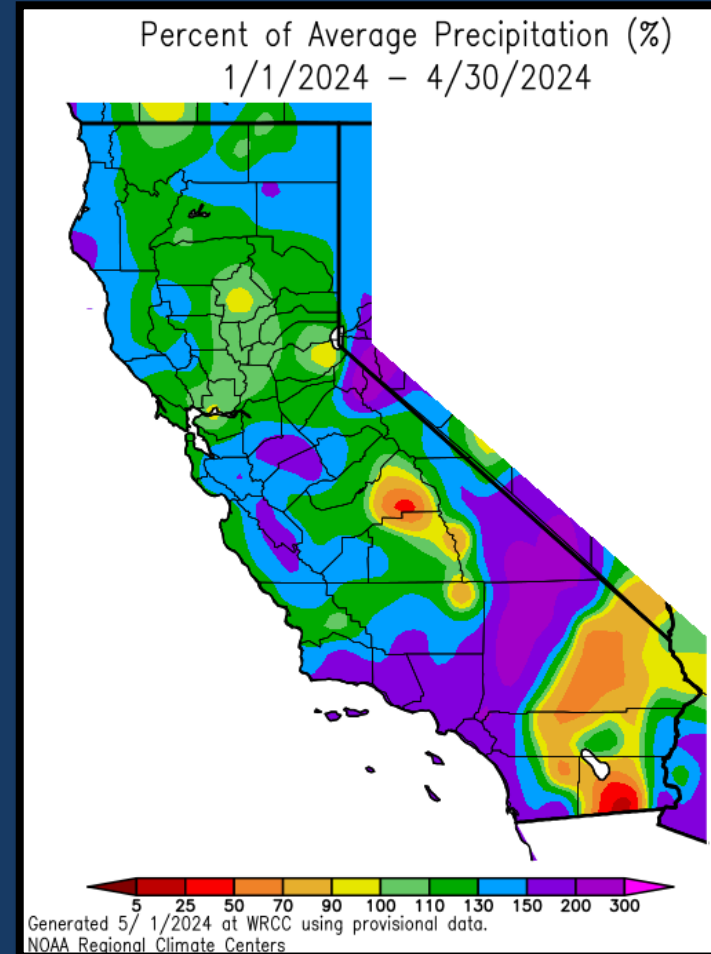 Percent of Average Precipitation (%)
1/1/2024 – 4/30/2024
5 25 50 70 90 100 110 130 150 200 300
Generated 5/ 1/2024 at WRCC using provisional data.
NOAA Regional Climate Centers